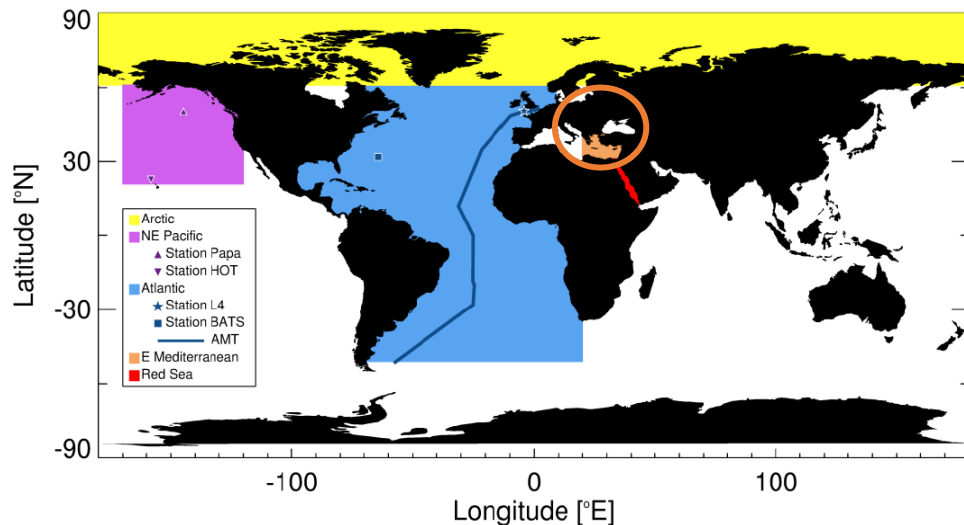 90
30
-30
-90
Latitude [°N]
Arctic
NE Pacific
Station Papa
Station HOT
Atlantic
Station L4
Station BATS
AMT
E Mediterranean
Red Sea
-100
0
100
Longitude [°E]